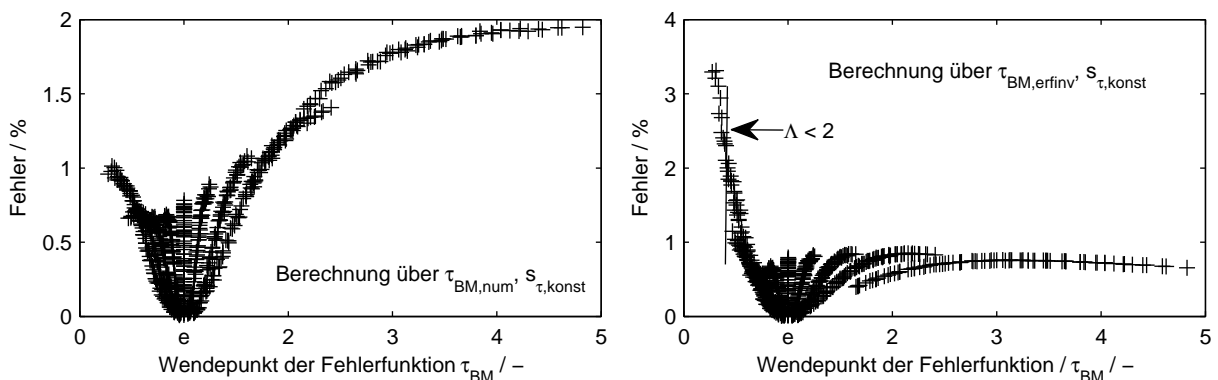 2
1.5
1
0.5
0
0
e
2
3
4
5
Fehler / %
Berechnung über τBM,num, sτ,konst
Wendepunkt der Fehlerfunktion τBM / −
4
3
2
1
0
0
e
2
3
4
5
Fehler / %
Berechnung über τBM,erfinv, sτ,konst
Λ < 2
Wendepunkt der Fehlerfunktion / τBM / −